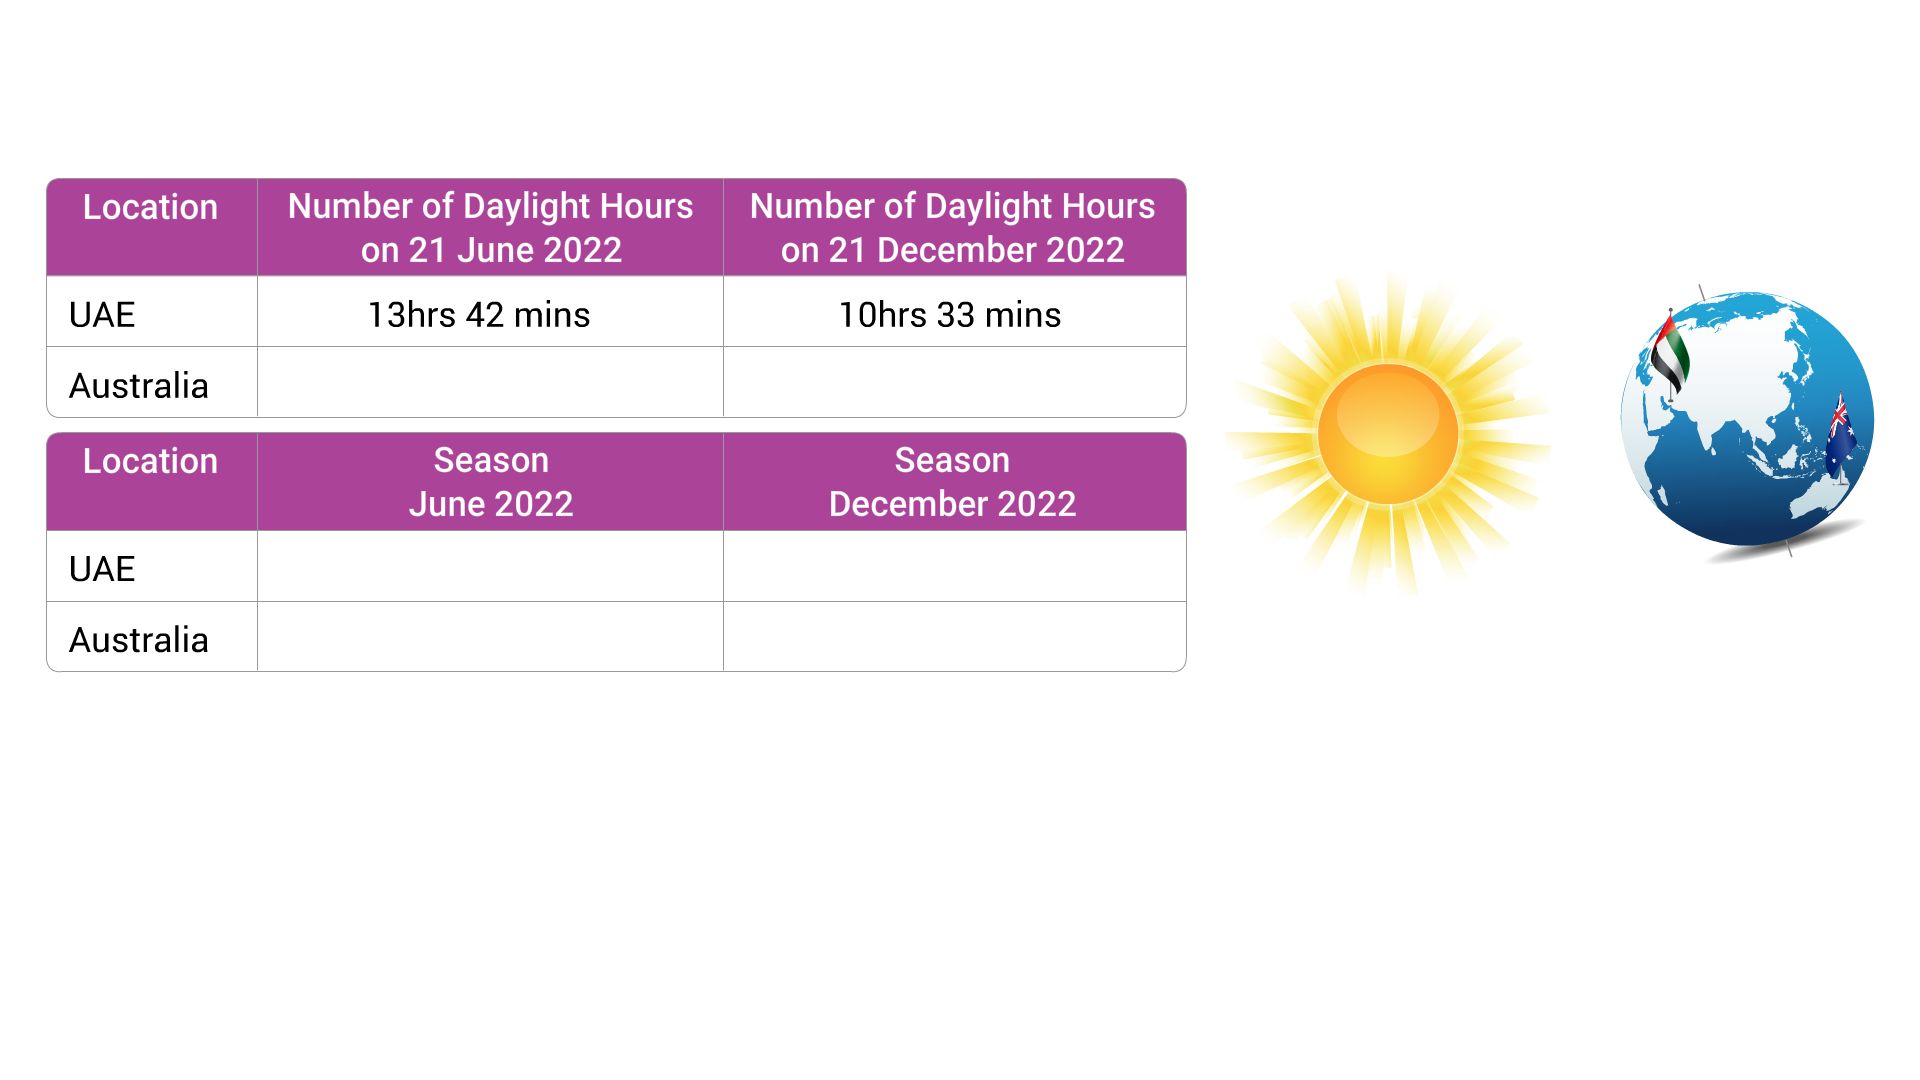 Location
Number of Daylight Hours
on 21 June 2022
Number of Daylight Hours
on 21 December 2022
UAE
13hrs 42 mins
10hrs 33 mins
Australia
Location
Season
June 2022
Season
December 2022
UAE
Australia